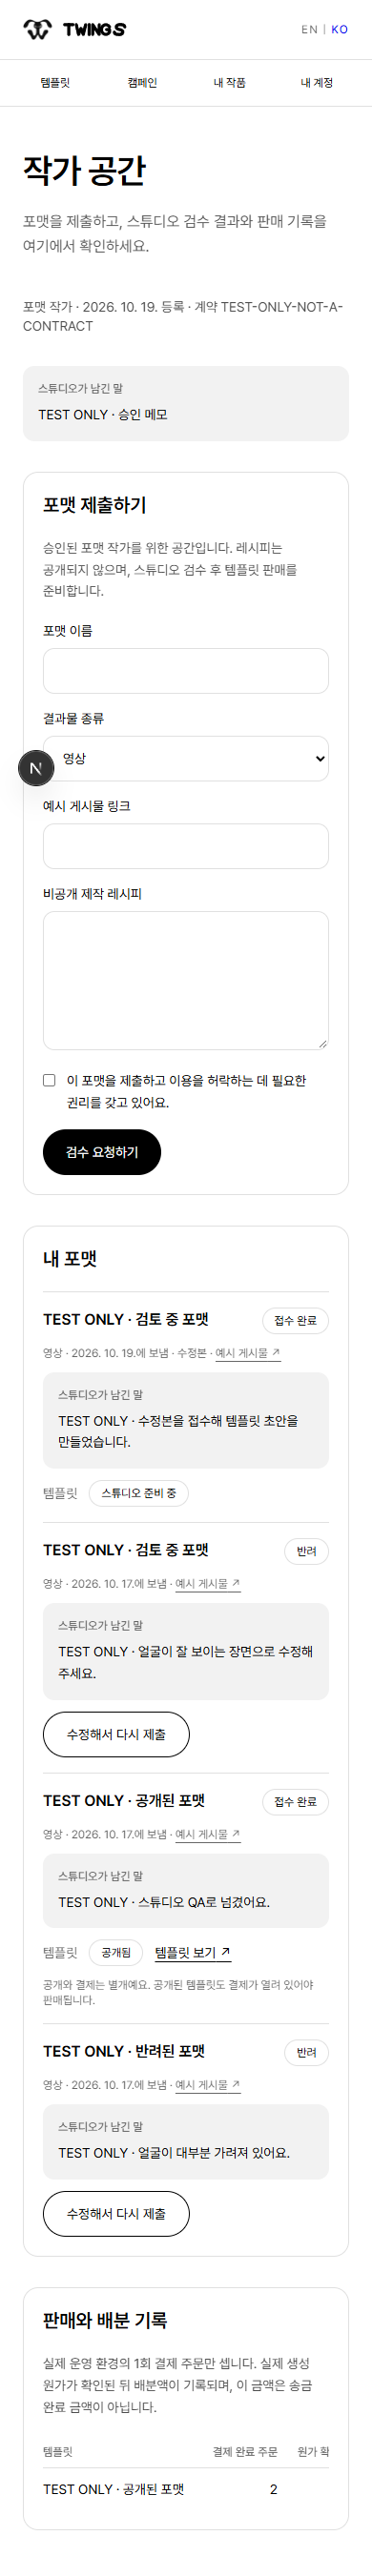 TWINGS
EN | KO
템플릿 캠페인 내 작품 내 계정
작가 공간
포맷을 제출하고, 스튜디오 검수 결과와 판매 기록을
여기에서 확인하세요.
포맷 작가 · 2026. 10. 19. 등록 · 계약 TEST-ONLY-NOT-A-
CONTRACT
스튜디오가 남긴 말
TEST ONLY · 승인 메모
포맷 제출하기
승인된 포맷 작가를 위한 공간입니다. 레시피는
공개되지 않으며, 스튜디오 검수 후 템플릿 판매를
준비합니다.
포맷 이름
결과물 종류
영상
N
예시 게시물 링크
비공개 제작 레시피
이 포맷을 제출하고 이용을 허락하는 데 필요한
권리를 갖고 있어요.
검수 요청하기
내 포맷
TEST ONLY · 검토 중 포맷 접수 완료
영상 · 2026. 10. 19.에 보냄 · 수정본 · 예시 게시물 ↗
스튜디오가 남긴 말
TEST ONLY · 수정본을 접수해 템플릿 초안을
만들었습니다.
템플릿 스튜디오 준비 중
TEST ONLY · 검토 중 포맷 반려
영상 · 2026. 10. 17.에 보냄 · 예시 게시물 ↗
스튜디오가 남긴 말
TEST ONLY · 얼굴이 잘 보이는 장면으로 수정해
주세요.
수정해서 다시 제출
TEST ONLY · 공개된 포맷 접수 완료
영상 · 2026. 10. 17.에 보냄 · 예시 게시물 ↗
스튜디오가 남긴 말
TEST ONLY · 스튜디오 QA로 넘겼어요.
템플릿 공개됨 템플릿 보기 ↗
공개와 결제는 별개예요. 공개된 템플릿도 결제가 열려 있어야
판매됩니다.
TEST ONLY · 반려된 포맷 반려
영상 · 2026. 10. 17.에 보냄 · 예시 게시물 ↗
스튜디오가 남긴 말
TEST ONLY · 얼굴이 대부분 가려져 있어요.
수정해서 다시 제출
판매와 배분 기록
실제 운영 환경의 1회 결제 주문만 셉니다. 실제 생성
원가가 확인된 뒤 배분액이 기록되며, 이 금액은 송금
완료 금액이 아닙니다.
템플릿 결제 완료 주문 원가 확
TEST ONLY · 공개된 포맷 2